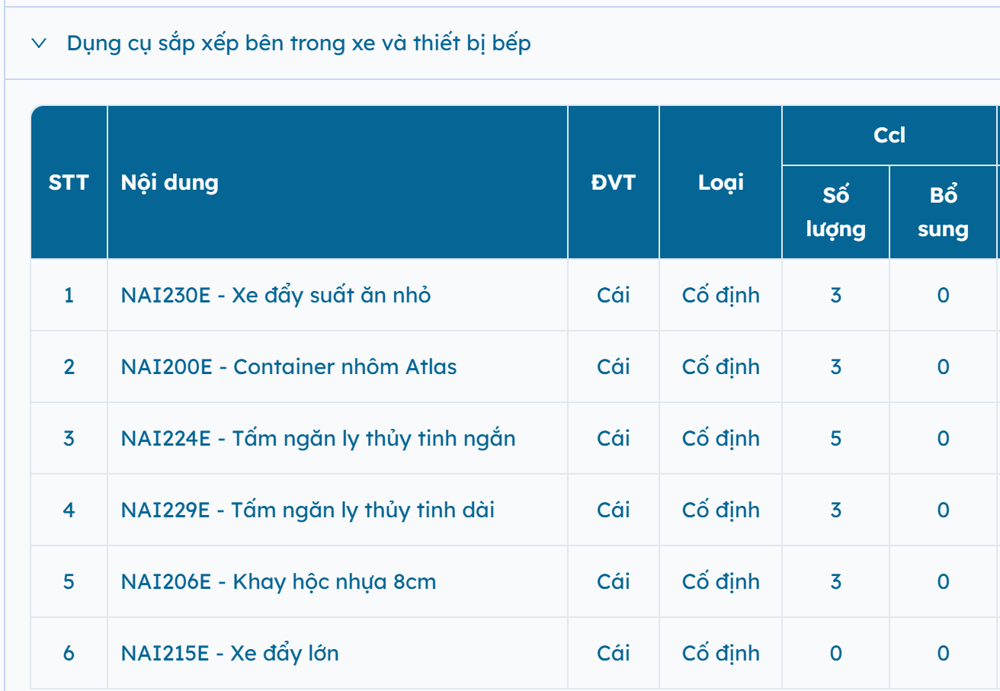 Dụng cụ sắp xếp bên trong xe và thiết bị bếp
STT Nội dung ĐVT Loại Ccl
Số lượng Bổ sung
1 NAI230E - Xe đẩy suất ăn nhỏ Cái Cố định 3 0
2 NAI200E - Container nhôm Atlas Cái Cố định 3 0
3 NAI224E - Tấm ngăn ly thủy tinh ngắn Cái Cố định 5 0
4 NAI229E - Tấm ngăn ly thủy tinh dài Cái Cố định 3 0
5 NAI206E - Khay hộc nhựa 8cm Cái Cố định 3 0
6 NAI215E - Xe đẩy lớn Cái Cố định 0 0